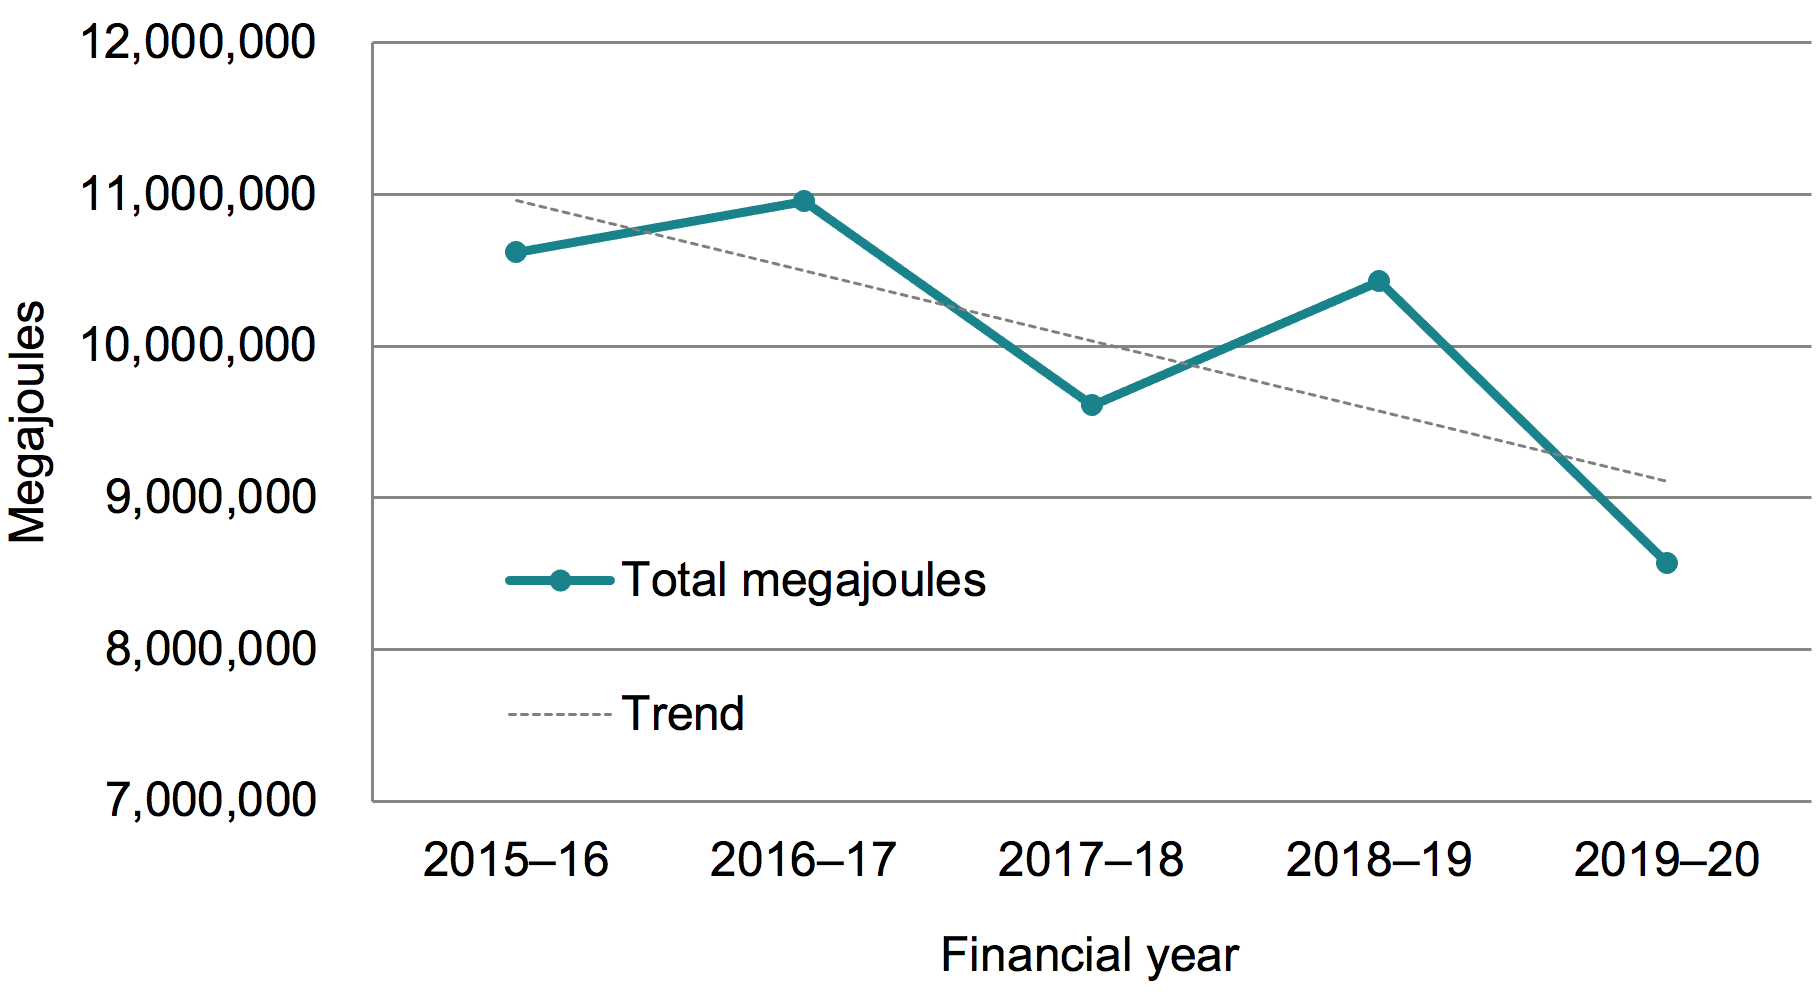 12,000,000
11,000,000
10,000,000
9,000,000
8,000,000
7,000,000
Megajoules
Total megajoules
Trend
2015–16 2016–17 2017–18 2018–19 2019–20
Financial year